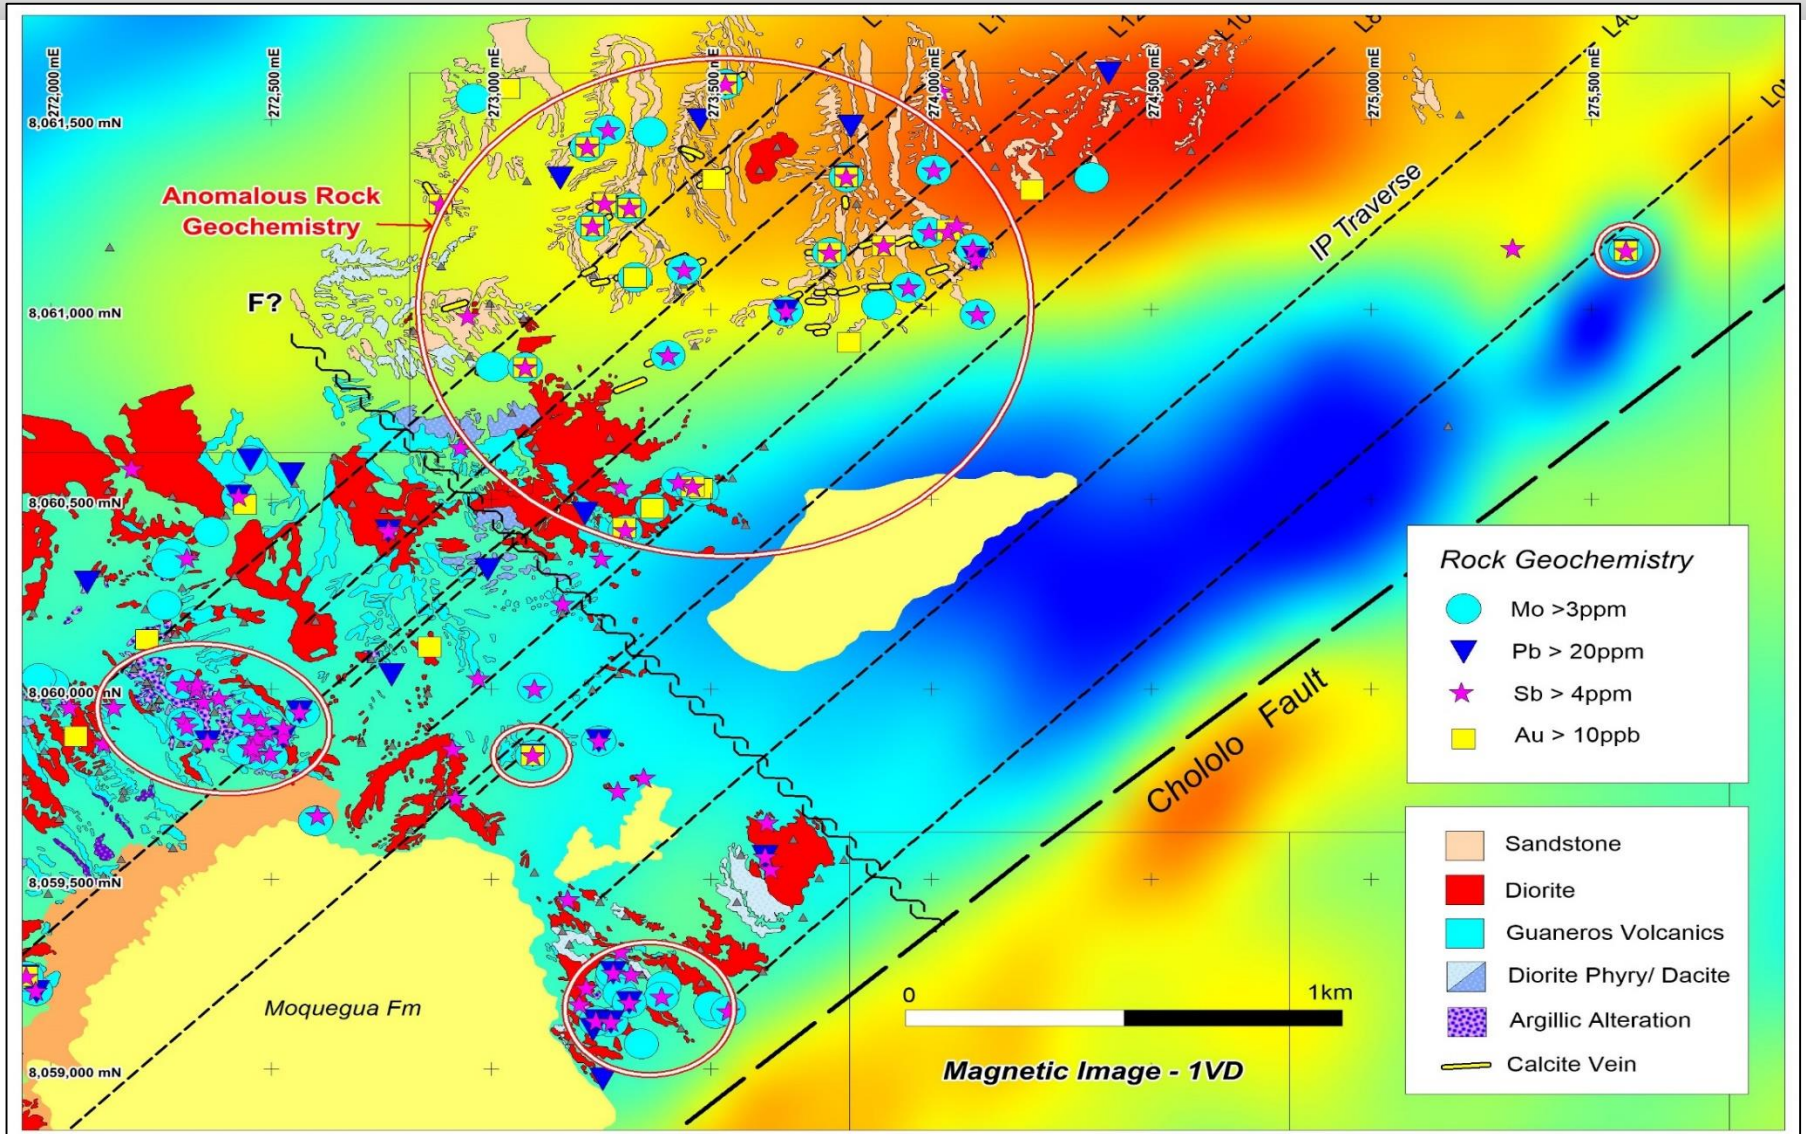 272,000 mE
272,500 mE
273,000 mE
273,500 mE
274,000 mE
274,500 mE
275,000 mE
275,500 mE
L12
L10
L8
L40
8,061,500 mN
Anomalous Rock
Geochemistry
IP Traverse
F?
8,061,000 mN
8,060,500 mN
8,060,000 mN
8,059,500 mN
8,059,000 mN
Chololo Fault
Moquegua Fm
0
1km
Magnetic Image - 1VD
Rock Geochemistry
Mo >3ppm
Pb > 20ppm
Sb > 4ppm
Au > 10ppb
Sandstone
Diorite
Guaneros Volcanics
Diorite Phyry/ Dacite
Argillic Alteration
Calcite Vein